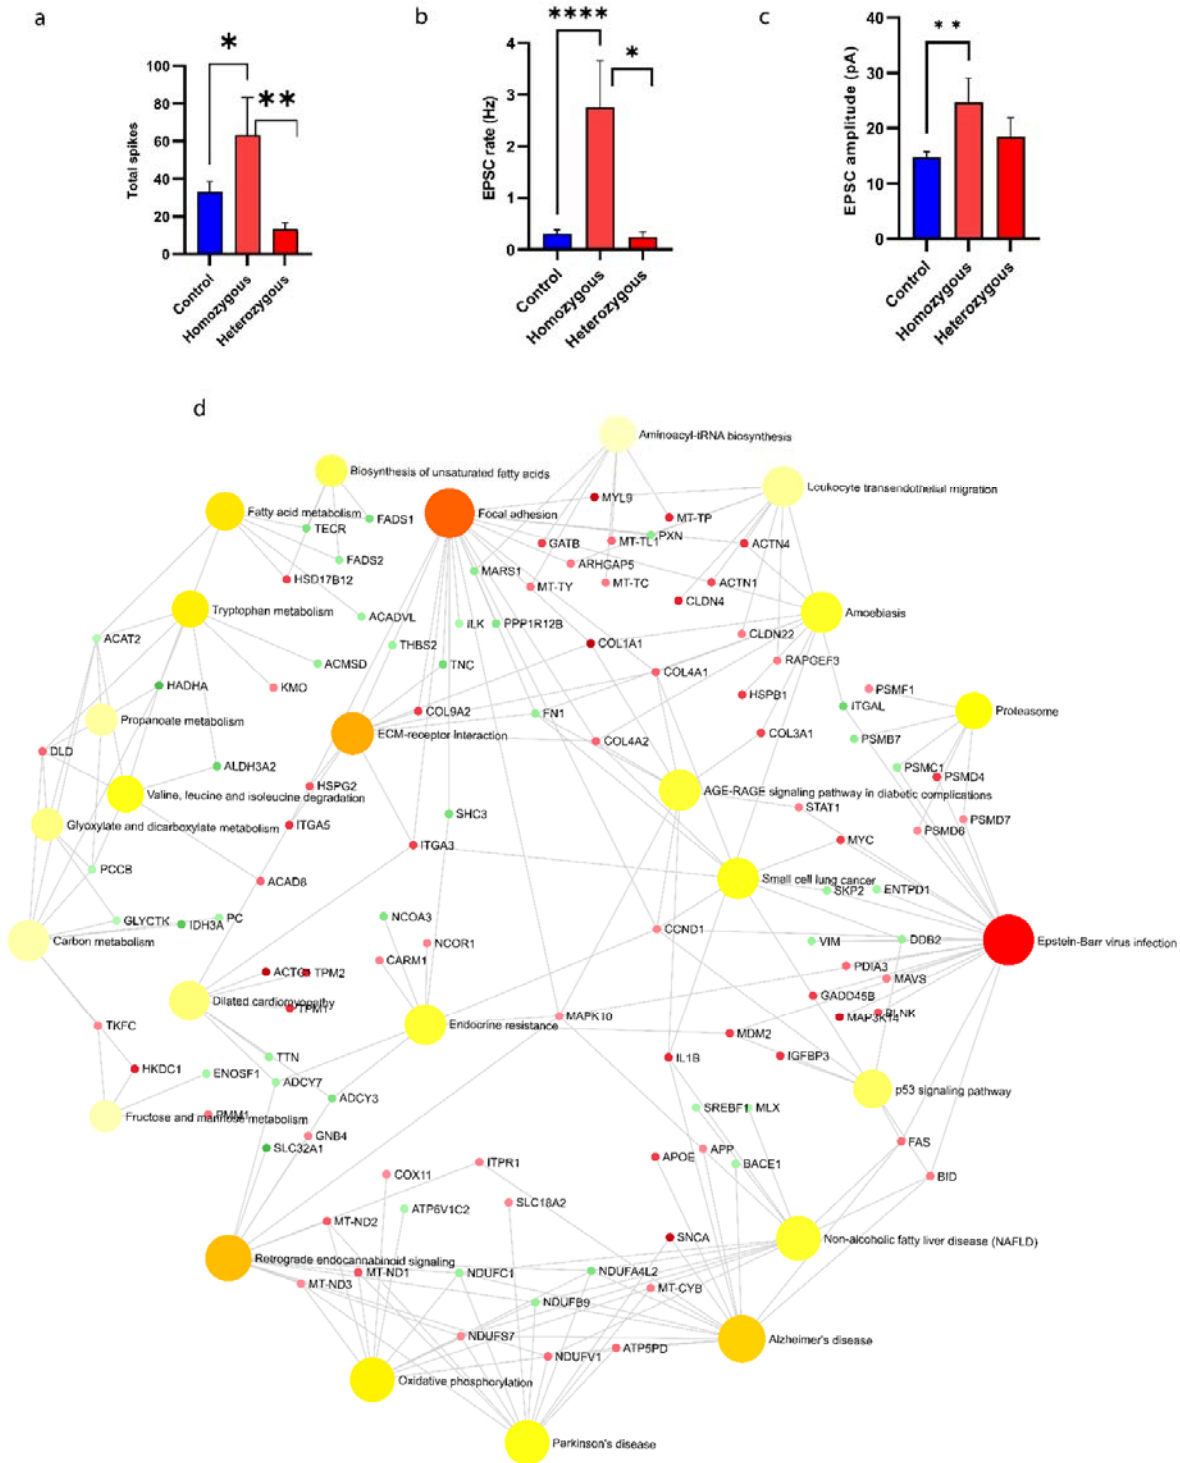 a
b
c
*
**
Total spikes
100
80
60
40
20
0
Control
Homozygous
Heterozygous
****
*
EPSC rate (Hz)
4
3
2
1
0
Control
Homozygous
Heterozygous
**
EPSC amplitude (pA)
40
30
20
10
0
Control
Homozygous
Heterozygous
d
Aminoacyl-tRNA biosynthesis
Biosynthesis of unsaturated fatty acids
Leukocyte transendothelial migration
MYL9
Fatty acid metabolism
FADS1
Focal adhesion
MT-TP
TECR
PXN
GATB
MT-TL1
ACTN4
FADS2
ARHGAP5
MARS1
HSD17B12
MT-TY
MT-TC
ACTN1
CLDN4
Tryptophan metabolism
ACADVL
ILK
PPP1R12B
Amoebiasis
ACAT2
THBS2
COL1A1
CLDN22
ACMSD
TNC
COL4A1
RAPGEF3
HADHA
KMO
HSPB1
PSMF1
ITGAL
Propanoate metabolism
COL9A2
FN1
Proteasome
ECM-receptor interaction
COL4A2
COL3A1
PSMB7
DLD
ALDH3A2
PSMC1
PSMD4
HSPG2
Valine, leucine and isoleucine degradation
AGE-RAGE signaling pathway in diabetic complications
SHC3
STAT1
Glyoxylate and dicarboxylate metabolism
ITGA5
PSMD7
PSMD6
ITGA3
MYC
PCCB
ACAD8
Small cell lung cancer
SKP2
ENTPD1
GLYCTK
IDH3A
PC
NCOA3
CCND1
Carbon metabolism
NCOR1
VIM
DDB2
Epstein-Barr virus infection
CARM1
PDIA3
ACTC1
TPM2
MAVS
Dilated cardiomyopathy
GADD45B
TPM1
MAPK10
MAP3K14
BLNK
TKFC
Endocrine resistance
MDM2
TTN
IL1B
IGFBP3
HKDC1
ENOSF1
ADCY7
p53 signaling pathway
ADCY3
SREBF1
MLX
Fructose and mannose metabolism
PMM1
GNB4
SLC32A1
FAS
APP
APOE
BACE1
ITPR1
COX11
BID
SLC18A2
ATP6V1C2
MT-ND2
SNCA
Non-alcoholic fatty liver disease (NAFLD)
Retrograde endocannabinoid signaling
MT-ND1
NDUFC1
NDUFA4L2
MT-ND3
MT-CYB
NDUFB9
NDUFS7
Alzheimer's disease
ATP5PD
NDUFV1
Oxidative phosphorylation
Parkinson's disease